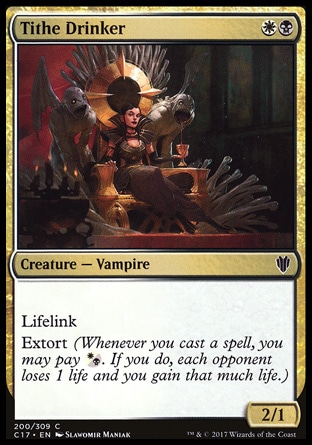 Tithe Drinker
Creature — Vampire
Lifelink
Extort (Whenever you cast a spell, you
may pay . If you do, each opponent
loses 1 life and you gain that much life.)
2/1
200/309 C
C17 • EN Slawomir Maniak
™ & © 2017 Wizards of the Coast